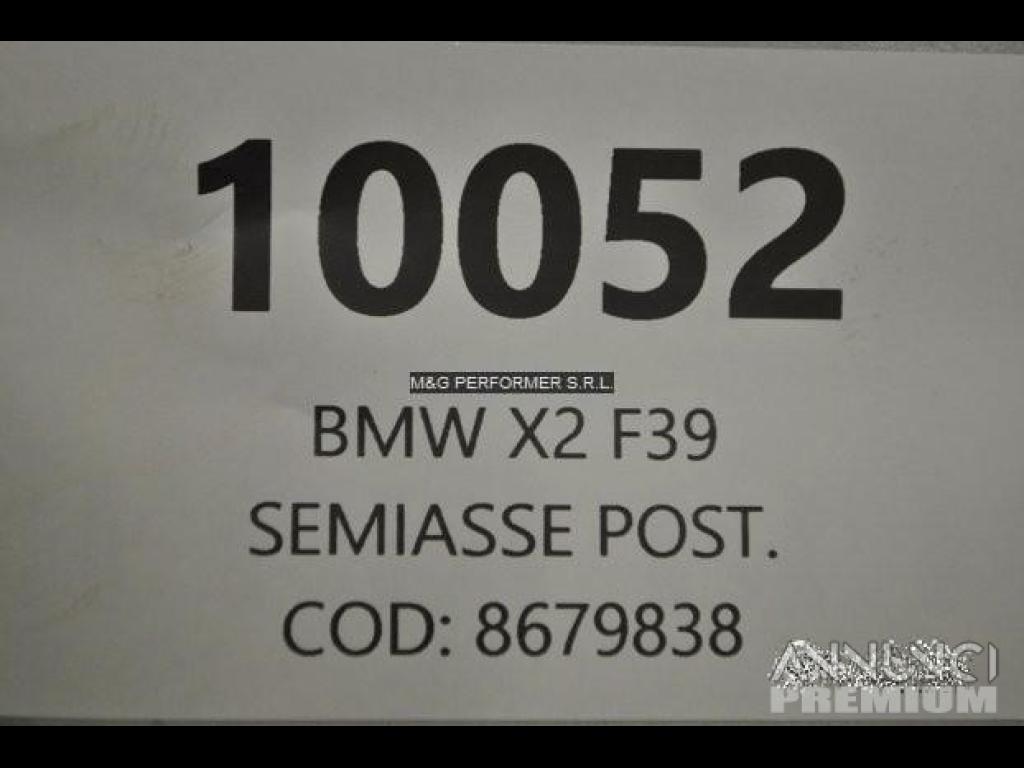 10052
M&G PERFORMER S.R.L.
BMW X2 F39
SEMIASSE POST.
COD: 8679838
ANNUNCI
PREMIUM